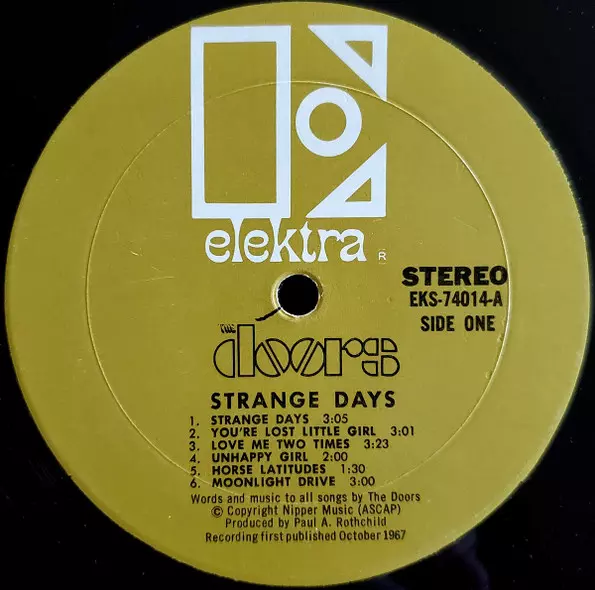 elektra
R
STEREO
EKS-74014-A
SIDE ONE
THE
doors
STRANGE DAYS
1. STRANGE DAYS 3:05
2. YOU'RE LOST LITTLE GIRL 3:01
3. LOVE ME TWO TIMES 3:23
4. UNHAPPY GIRL 2:00
5. HORSE LATITUDES 1:30
6. MOONLIGHT DRIVE 3:00
Words and music to all songs by The Doors
© Copyright Nipper Music (ASCAP)
Produced by Paul A. Rothchild
Recording first published October 1967